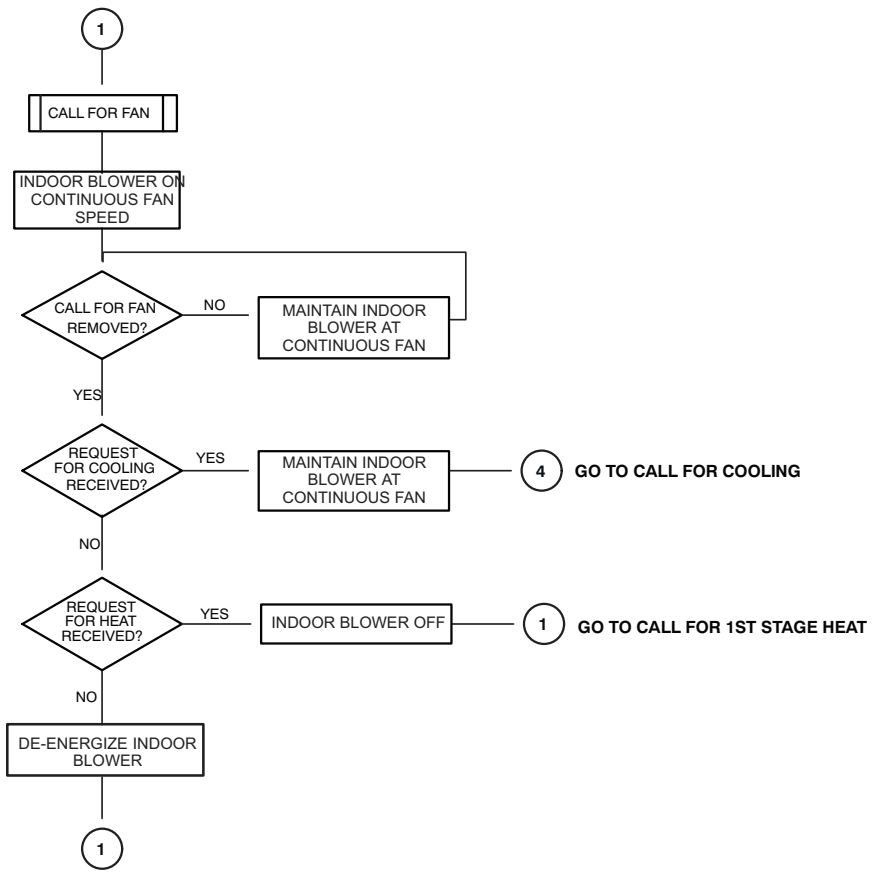 1
CALL FOR FAN
INDOOR BLOWER ON
CONTINUOUS FAN
SPEED
CALL FOR FAN
REMOVED?
NO
MAINTAIN INDOOR
BLOWER AT
CONTINUOUS FAN
YES
REQUEST
FOR COOLING
RECEIVED?
YES
MAINTAIN INDOOR
BLOWER AT
CONTINUOUS FAN
4
GO TO CALL FOR COOLING
NO
REQUEST
FOR HEAT
RECEIVED?
YES
INDOOR BLOWER OFF
1
GO TO CALL FOR 1ST STAGE HEAT
NO
DE-ENERGIZE INDOOR
BLOWER
1